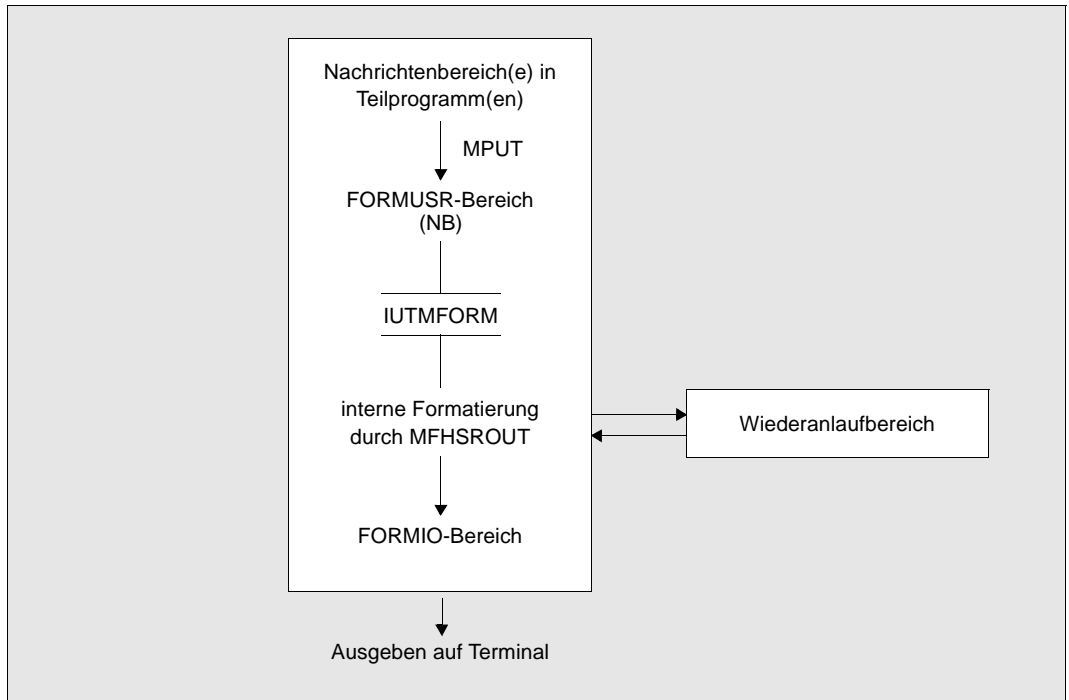 Nachrichtenbereich(e) in
Teilprogramm(en)
MPUT
FORMUSR-Bereich
(NB)
IUTMFORM
interne Formatierung
durch MFHSROUT
Wiederanlaufbereich
FORMIO-Bereich
Ausgeben auf Terminal